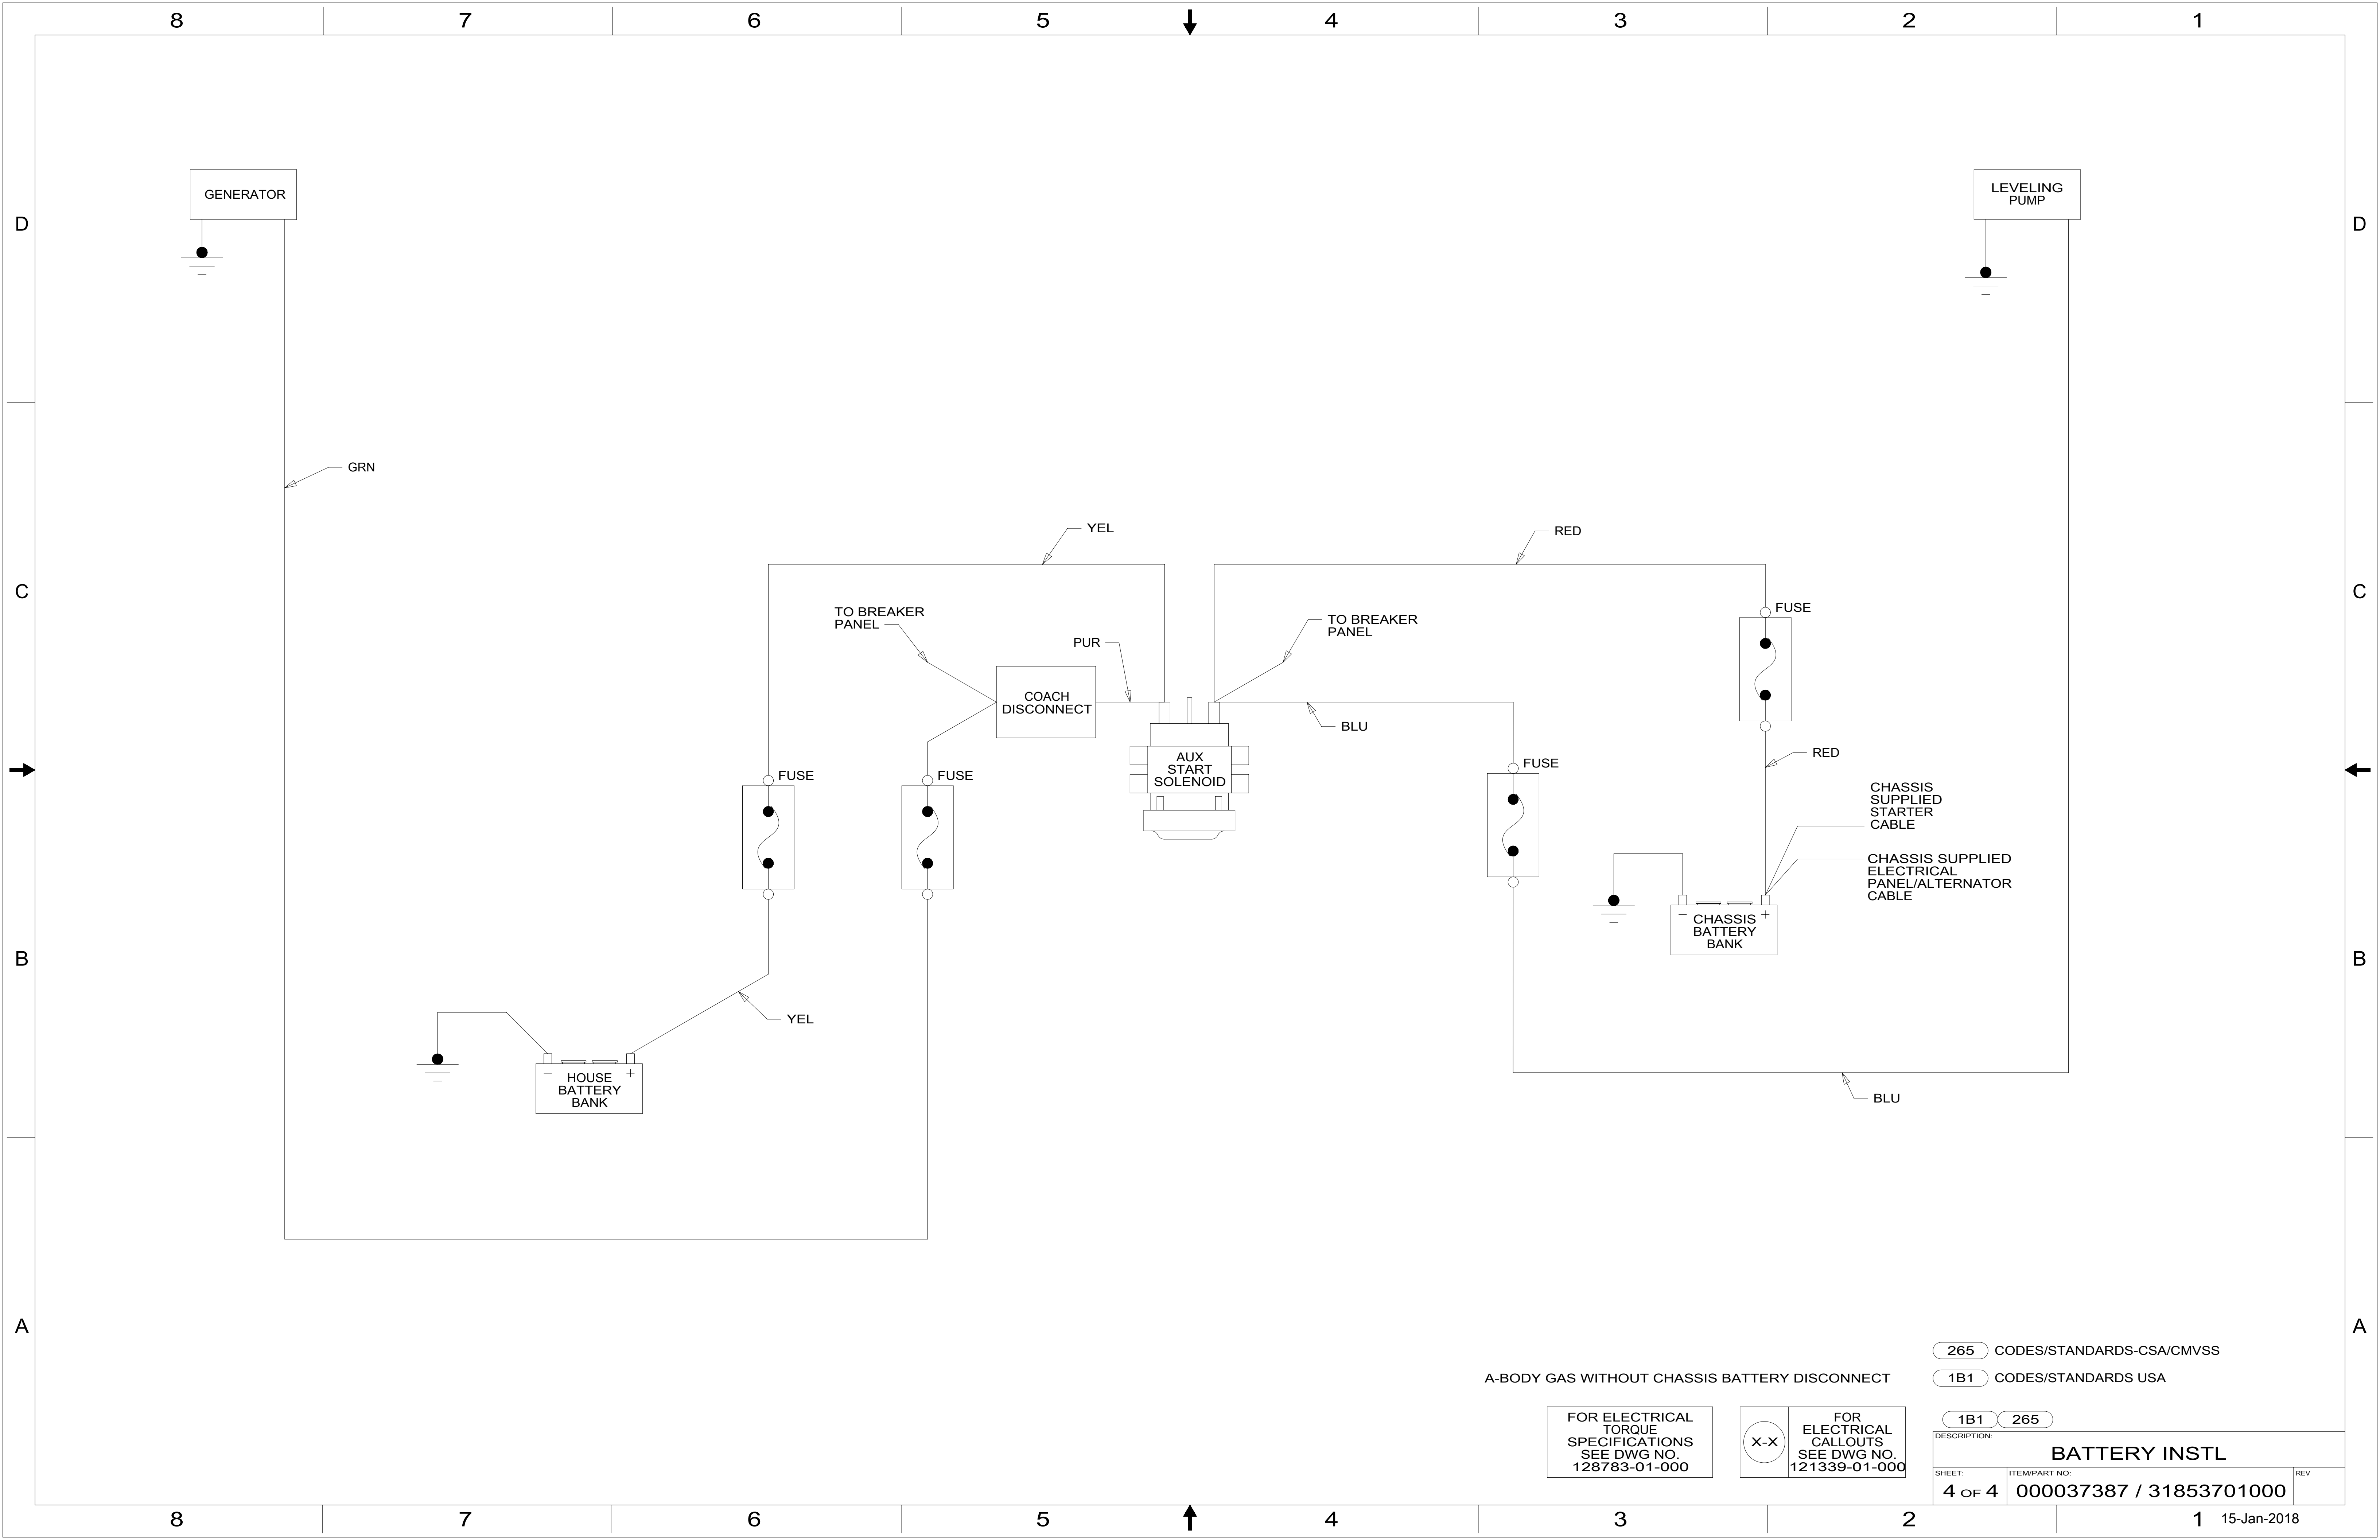 8 7 6 5 4 3 2 1
GENERATOR
LEVELING
PUMP
D
D
GRN
YEL
RED
C
C
TO BREAKER
PANEL
PUR
TO BREAKER
PANEL
FUSE
COACH
DISCONNECT
BLU
AUX
START
SOLENOID
FUSE
FUSE
FUSE
RED
CHASSIS
SUPPLIED
STARTER
CABLE
CHASSIS SUPPLIED
ELECTRICAL
PANEL/ALTERNATOR
CABLE
− +
CHASSIS
BATTERY
BANK
B
B
YEL
− +
HOUSE
BATTERY
BANK
BLU
A
A
265 CODES/STANDARDS-CSA/CMVSS
A-BODY GAS WITHOUT CHASSIS BATTERY DISCONNECT
1B1 CODES/STANDARDS USA
FOR ELECTRICAL
TORQUE
SPECIFICATIONS
SEE DWG NO.
128783-01-000
X-X
FOR
ELECTRICAL
CALLOUTS
SEE DWG NO.
121339-01-000
1B1 265
DESCRIPTION:
BATTERY INSTL
SHEET:
4 OF 4
ITEM/PART NO:
000037387 / 31853701000
REV
8 7 6 5 4 3 2 1
15-Jan-2018